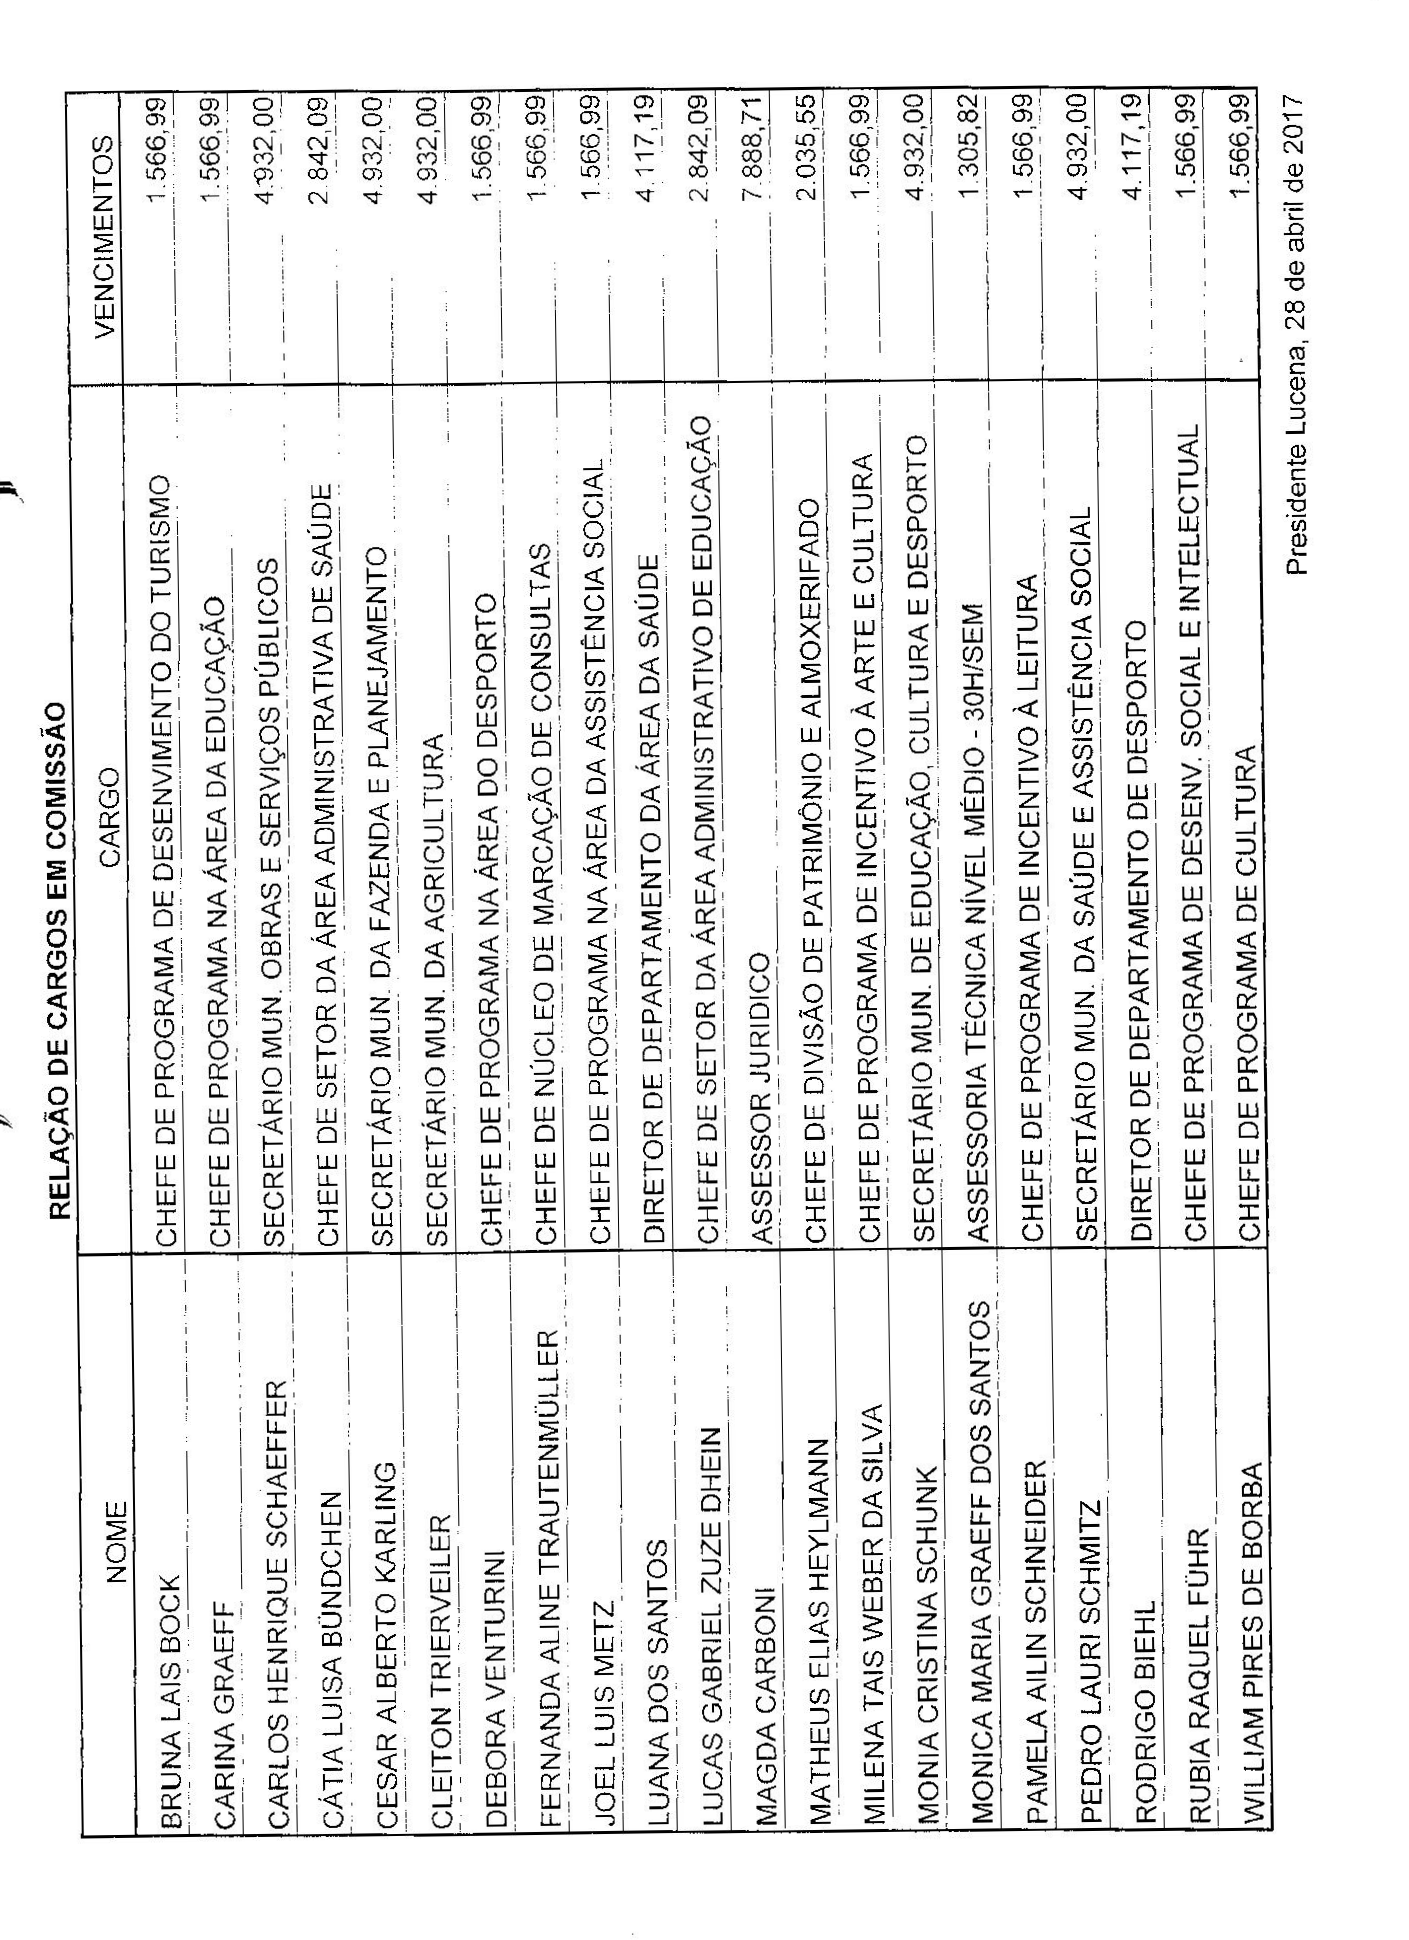 RELAÇÃO DE CARGOS EM COMISSÃO
NOME CARGO VENCIMENTOS
BRUNA LAIS BOCK CHEFE DE PROGRAMA DE DESENVIMENTO DO TURISMO 1.566,99
CARINA GRAEFF CHEFE DE PROGRAMA NA ÁREA DA EDUCAÇÃO 1.566,99
CARLOS HENRIQUE SCHAEFFER SECRETÁRIO MUN. OBRAS E SERVIÇOS PÚBLICOS 4.932,00
CÁTIA LUISA BÜNDCHEN CHEFE DE SETOR DA ÁREA ADMINISTRATIVA DE SAÚDE 2.842,09
CESAR ALBERTO KARLING SECRETÁRIO MUN. DA FAZENDA E PLANEJAMENTO 4.932,00
CLEITON TRIERVEILER SECRETÁRIO MUN. DA AGRICULTURA 4.932,00
DEBORA VENTURINI CHEFE DE PROGRAMA NA ÁREA DO DESPORTO 1.566,99
FERNANDA ALINE TRAUTENMÜLLER CHEFE DE NÚCLEO DE MARCAÇÃO DE CONSULTAS 1.566,99
JOEL LUIS METZ CHEFE DE PROGRAMA NA ÁREA DA ASSISTÊNCIA SOCIAL 1.566,99
LUANA DOS SANTOS DIRETOR DE DEPARTAMENTO DA ÁREA DA SAÚDE 4.117,19
LUCAS GABRIEL ZUZE DHEIN CHEFE DE SETOR DA ÁREA ADMINISTRATIVO DE EDUCAÇÃO 2.842,09
MAGDA CARBONI ASSESSOR JURIDICO 7.888,71
MATHEUS ELIAS HEYLMANN CHEFE DE DIVISÃO DE PATRIMÔNIO E ALMOXERIFADO 2.035,55
MILENA TAIS WEBER DA SILVA CHEFE DE PROGRAMA DE INCENTIVO À ARTE E CULTURA 1.566,99
MONIA CRISTINA SCHUNK SECRETÁRIO MUN. DE EDUCAÇÃO, CULTURA E DESPORTO 4.932,00
MONICA MARIA GRAEFF DOS SANTOS ASSESSORIA TÉCNICA NÍVEL MÉDIO - 30H/SEM 1.305,82
PAMELA AILIN SCHNEIDER CHEFE DE PROGRAMA DE INCENTIVO À LEITURA 1.566,99
PEDRO LAURI SCHMITZ SECRETÁRIO MUN. DA SAÚDE E ASSISTÊNCIA SOCIAL 4.932,00
RODRIGO BIEHL DIRETOR DE DEPARTAMENTO DE DESPORTO 4.117,19
RUBIA RAQUEL FÜHR CHEFE DE PROGRAMA DE DESENV. SOCIAL E INTELECTUAL 1.566,99
WILLIAM PIRES DE BORBA CHEFE DE PROGRAMA DE CULTURA 1.566,99
Presidente Lucena, 28 de abril de 2017